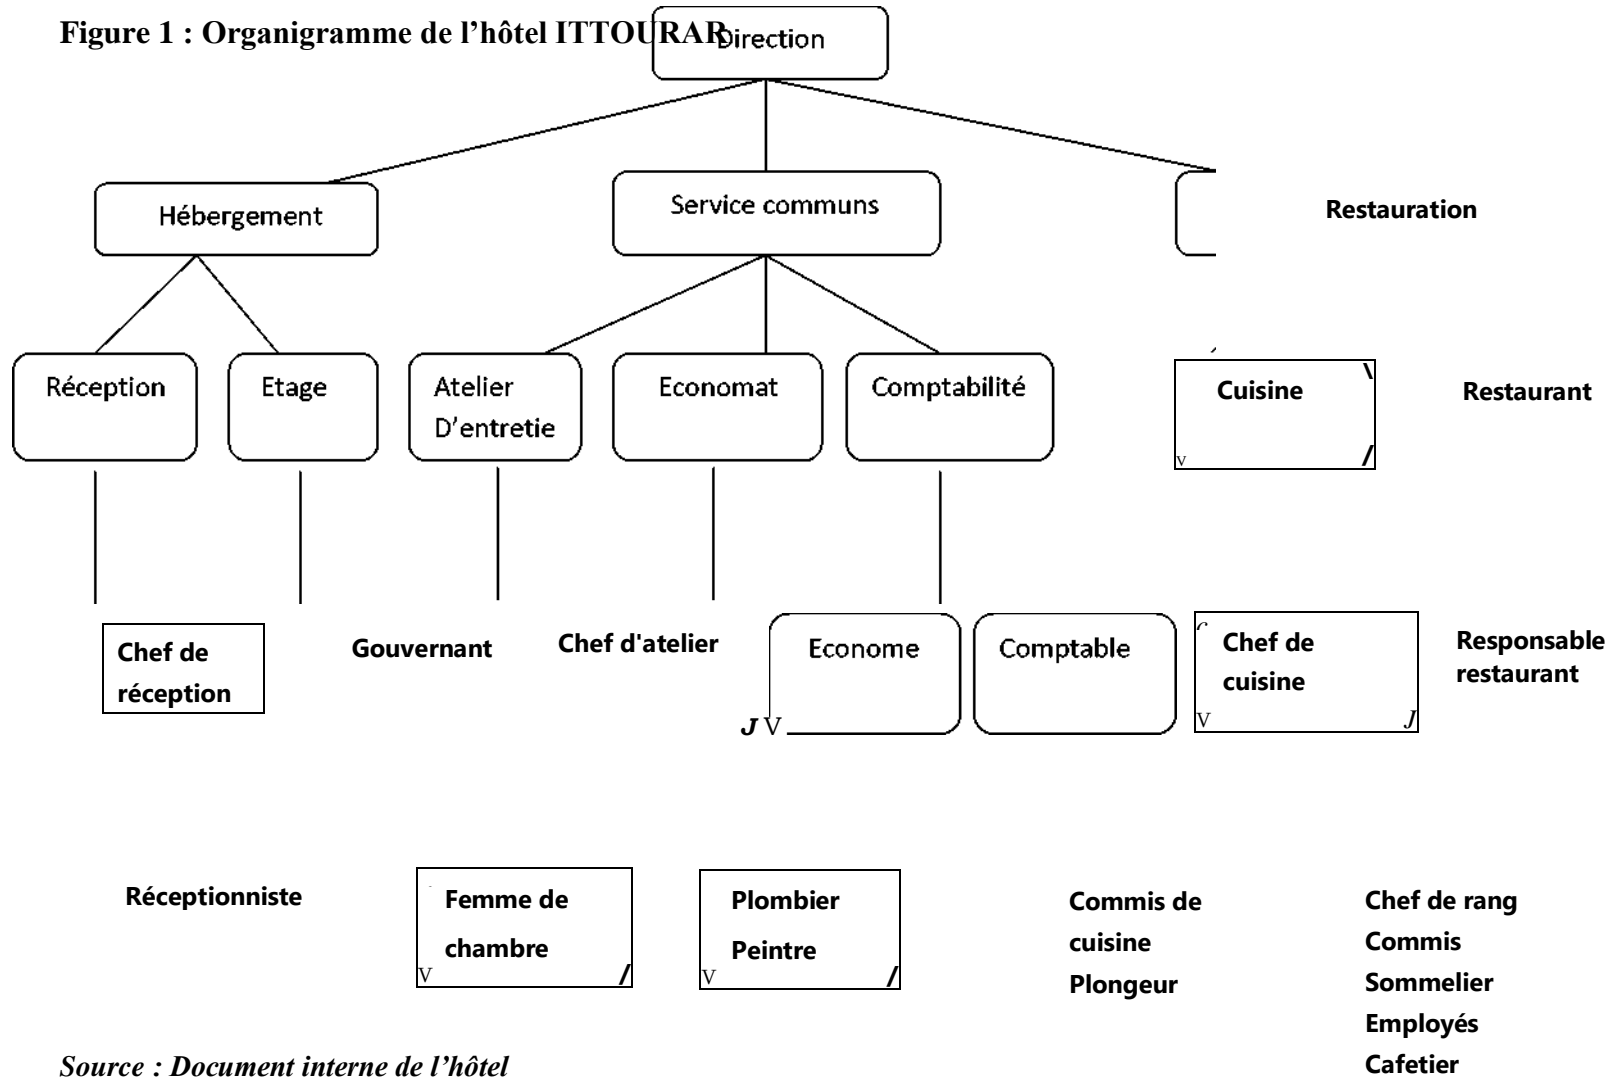 Figure 1 : Organigramme de l'hôtel ITTOURAR
Direction
Hébergement
Service communs
Restauration
Réception
Etage
Atelier
D'entretie
Economat
Comptabilité
Cuisine
Restaurant
Chef de
réception
Gouvernant
Chef d'atelier
Econome
Comptable
Chef de
cuisine
Responsable
restaurant
Réceptionniste
Femme de
chambre
Plombier
Peintre
Commis de
cuisine
Plongeur
Chef de rang
Commis
Sommelier
Employés
Cafetier
Source : Document interne de l'hôtel